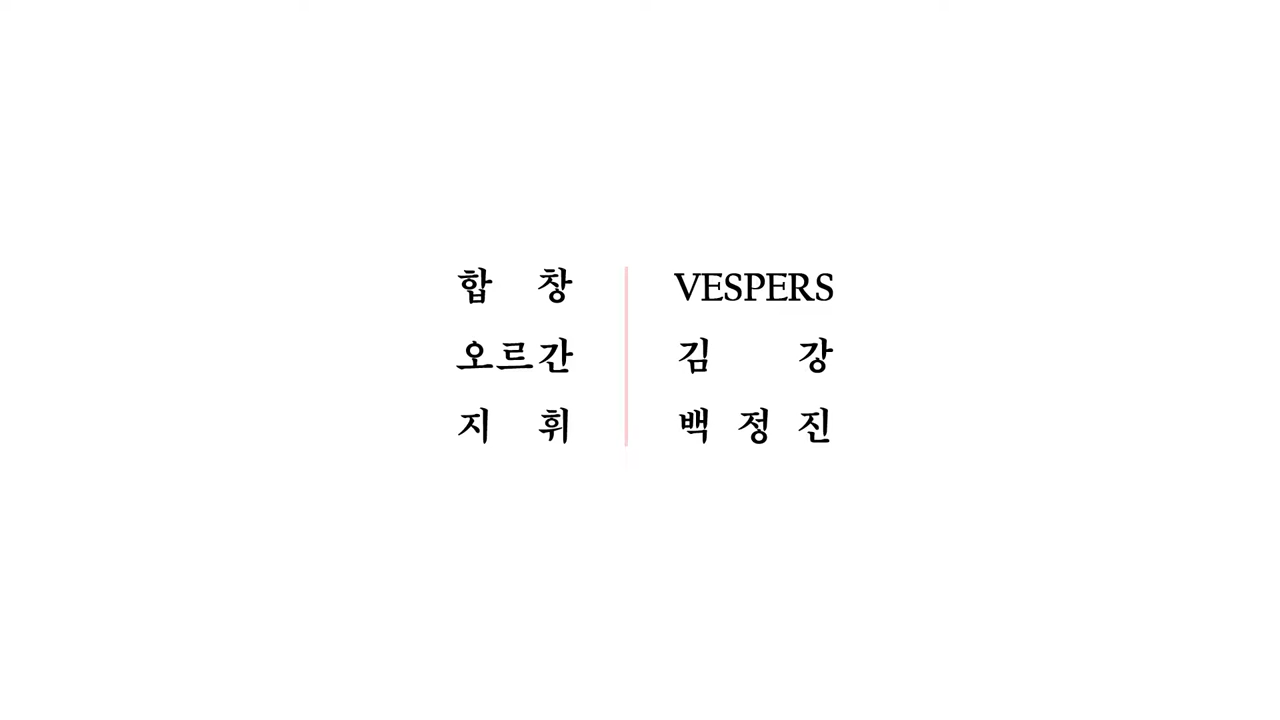 합 창 VESPERS
오르간 김 강
지 휘 백 정 진